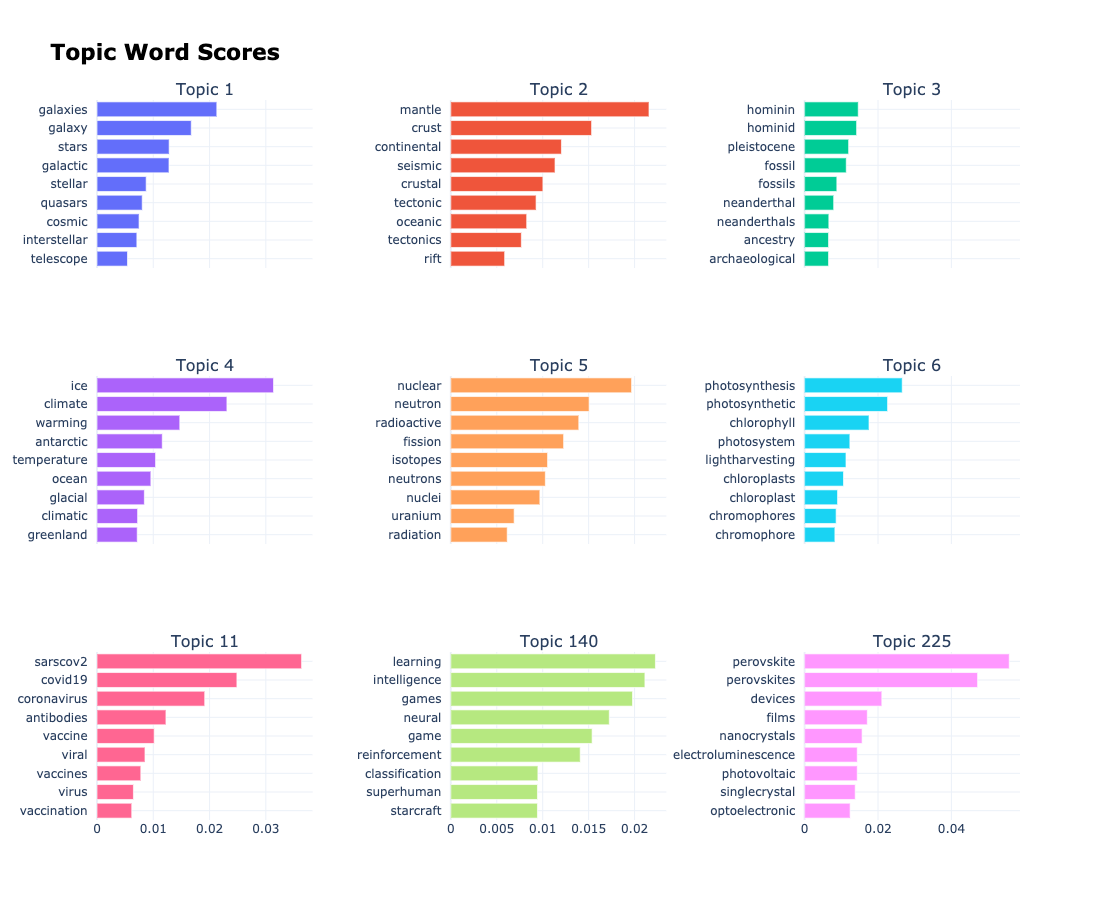 Topic Word Scores
Topic 1
galaxies
galaxy
stars
galactic
stellar
quasars
cosmic
interstellar
telescope
Topic 2
mantle
crust
continental
seismic
crustal
tectonic
oceanic
tectonics
rift
Topic 3
hominin
hominid
pleistocene
fossil
fossils
neanderthal
neanderthals
ancestry
archaeological
Topic 4
ice
climate
warming
antarctic
temperature
ocean
glacial
climatic
greenland
Topic 5
nuclear
neutron
radioactive
fission
isotopes
neutrons
nuclei
uranium
radiation
Topic 6
photosynthesis
photosynthetic
chlorophyll
photosystem
lightharvesting
chloroplasts
chloroplast
chromophores
chromophore
Topic 11
sarscov2
covid19
coronavirus
antibodies
vaccine
viral
vaccines
virus
vaccination
0 0.01 0.02 0.03
Topic 140
learning
intelligence
games
neural
game
reinforcement
classification
superhuman
starcraft
0 0.005 0.01 0.015 0.02
Topic 225
perovskite
perovskites
devices
films
nanocrystals
electroluminescence
photovoltaic
singlecrystal
optoelectronic
0 0.02 0.04